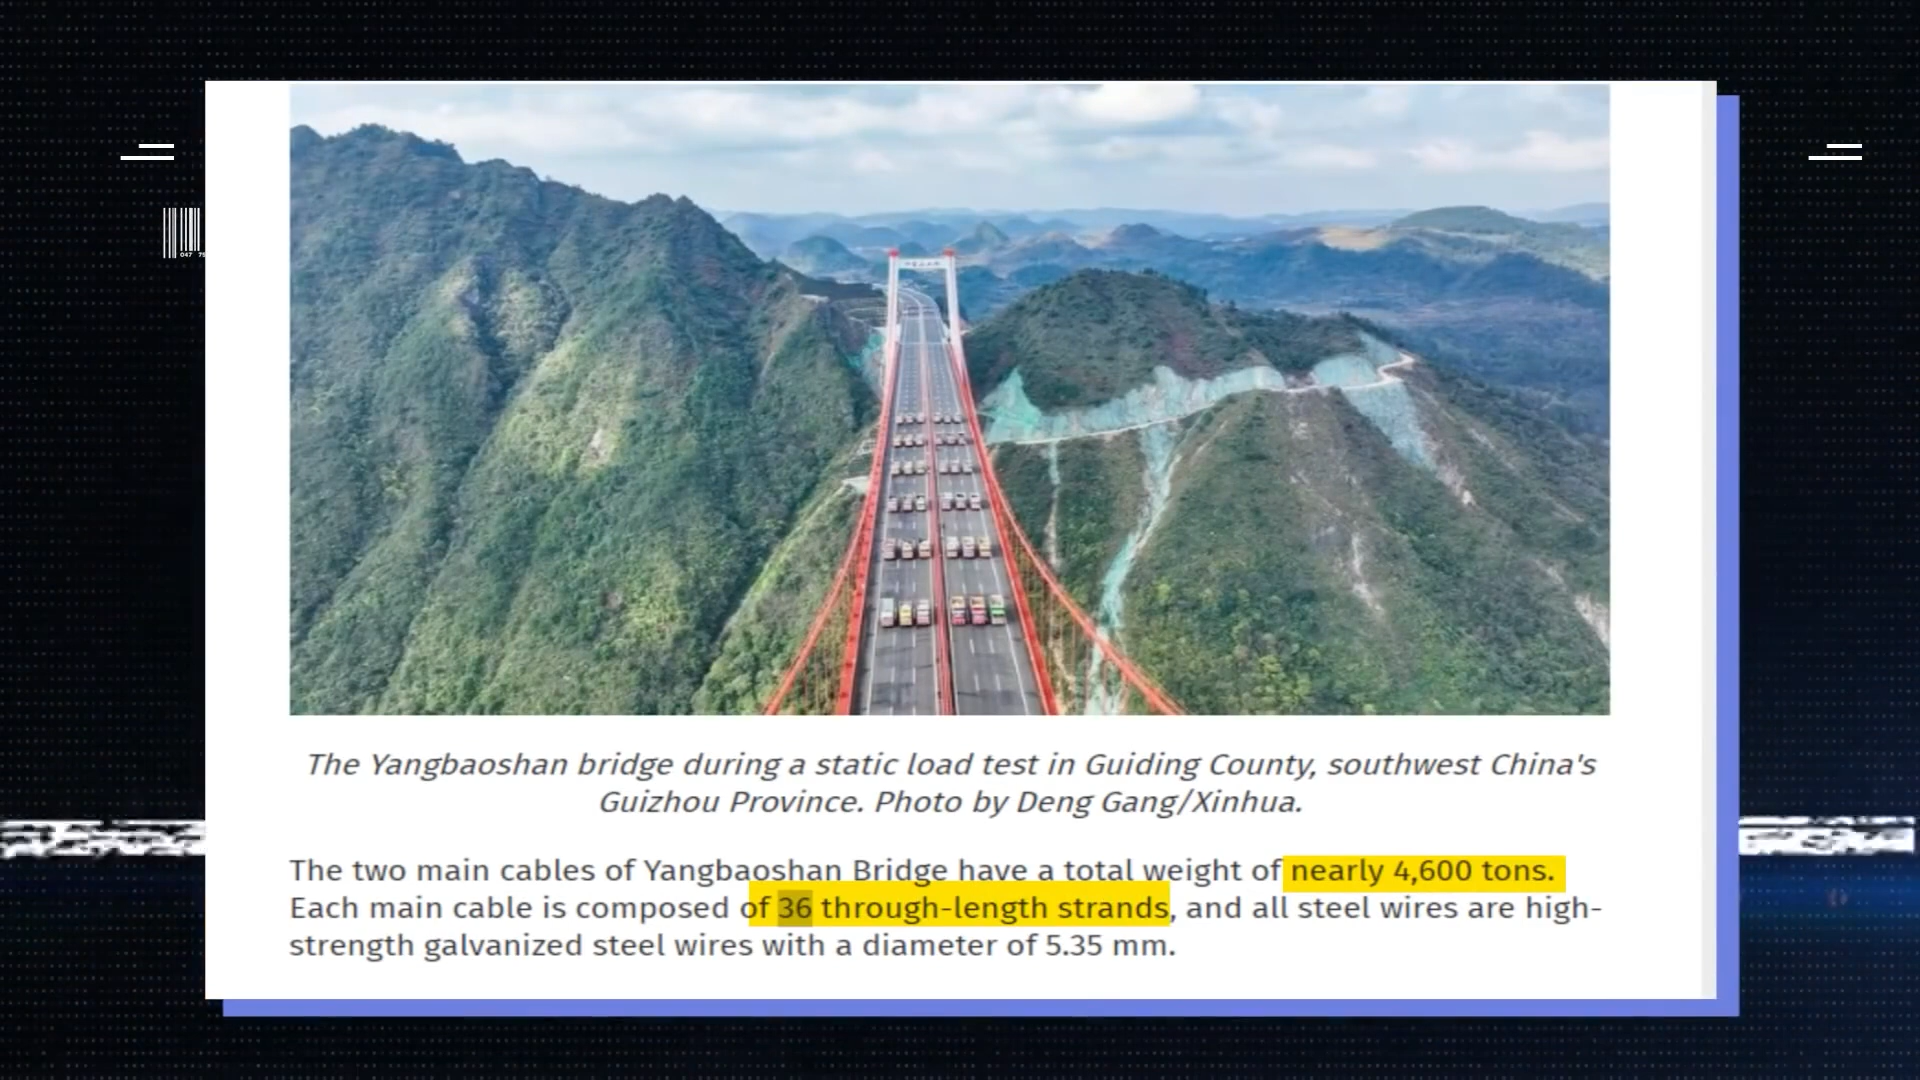 047 75
The Yangbaoshan bridge during a static load test in Guiding County, southwest China's
Guizhou Province. Photo by Deng Gang/Xinhua.
The two main cables of Yangbaoshan Bridge have a total weight of nearly 4,600 tons.
Each main cable is composed of 36 through-length strands, and all steel wires are high-
strength galvanized steel wires with a diameter of 5.35 mm.